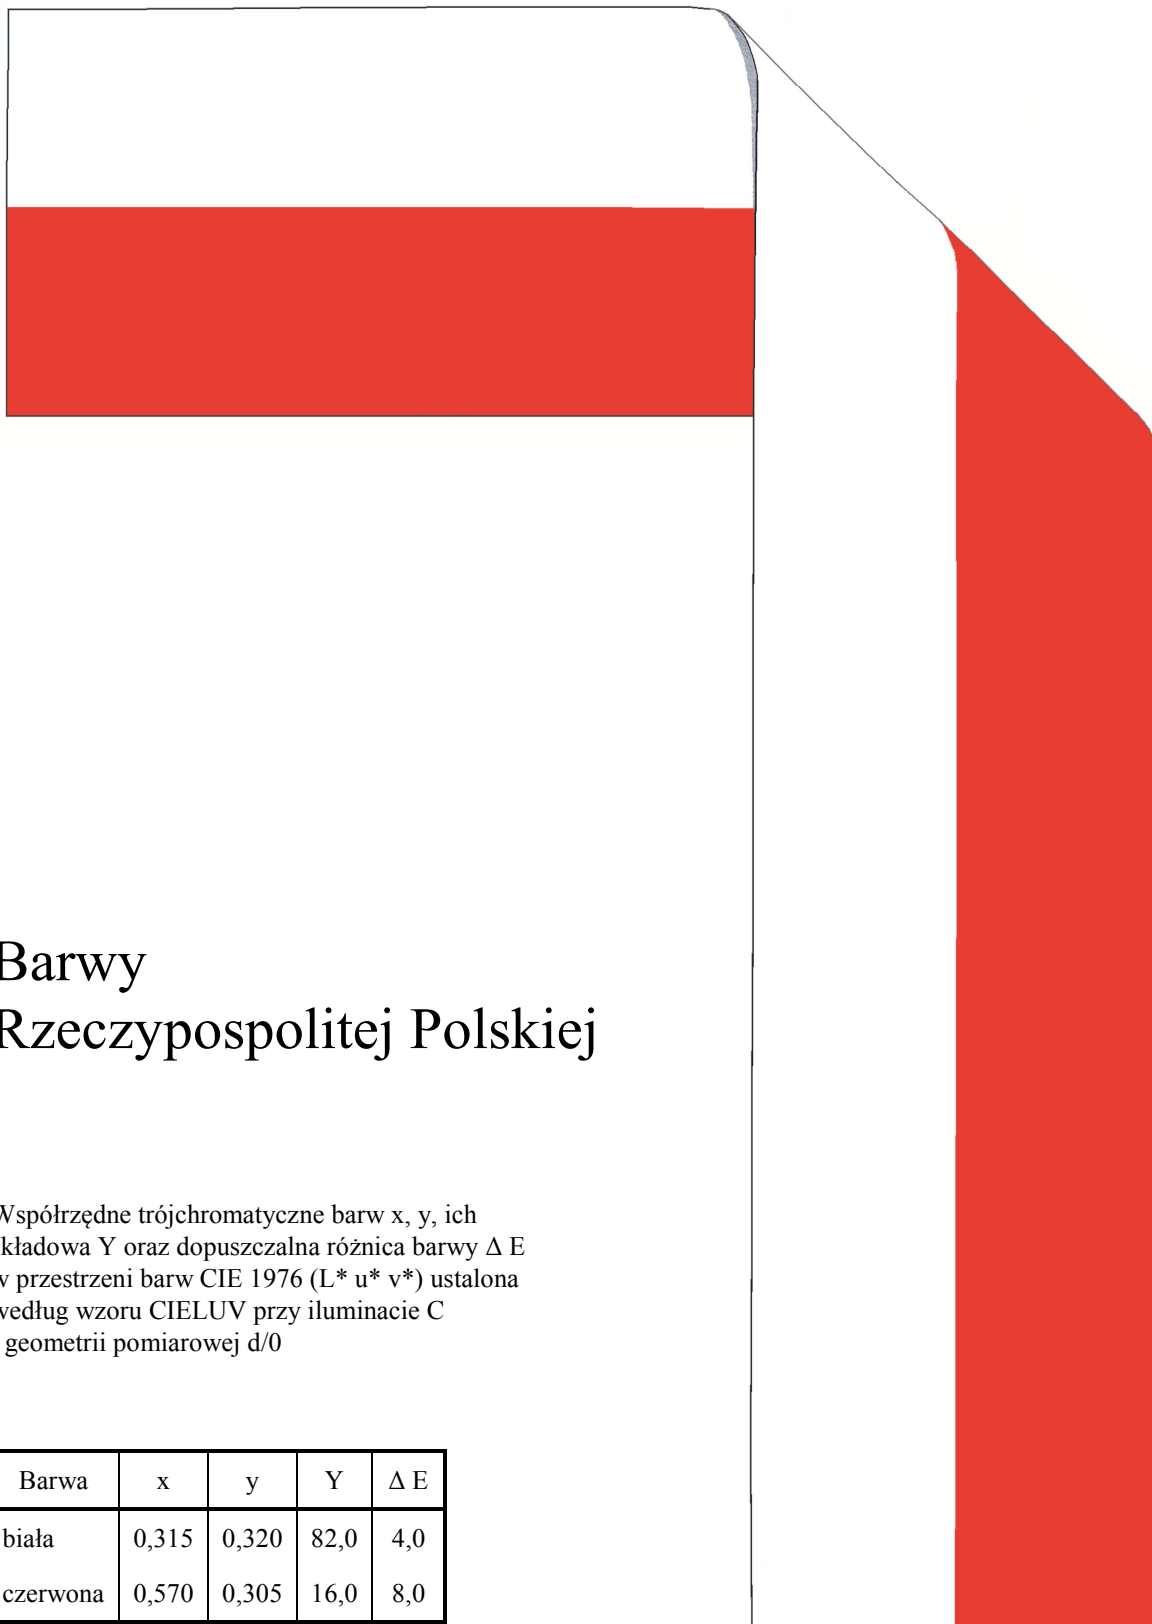 Barwy
Rzeczypospolitej Polskiej
Współrzędne trójchromatyczne barw x, y, ich
kładowa Y oraz dopuszczalna różnica barwy Δ E
w przestrzeni barw CIE 1976 (L* u* v*) ustalona
według wzoru CIELUV przy iluminacie C
geometrii pomiarowej d/0
Barwa x y Y Δ E
biała 0,315 0,320 82,0 4,0
czerwona 0,570 0,305 16,0 8,0